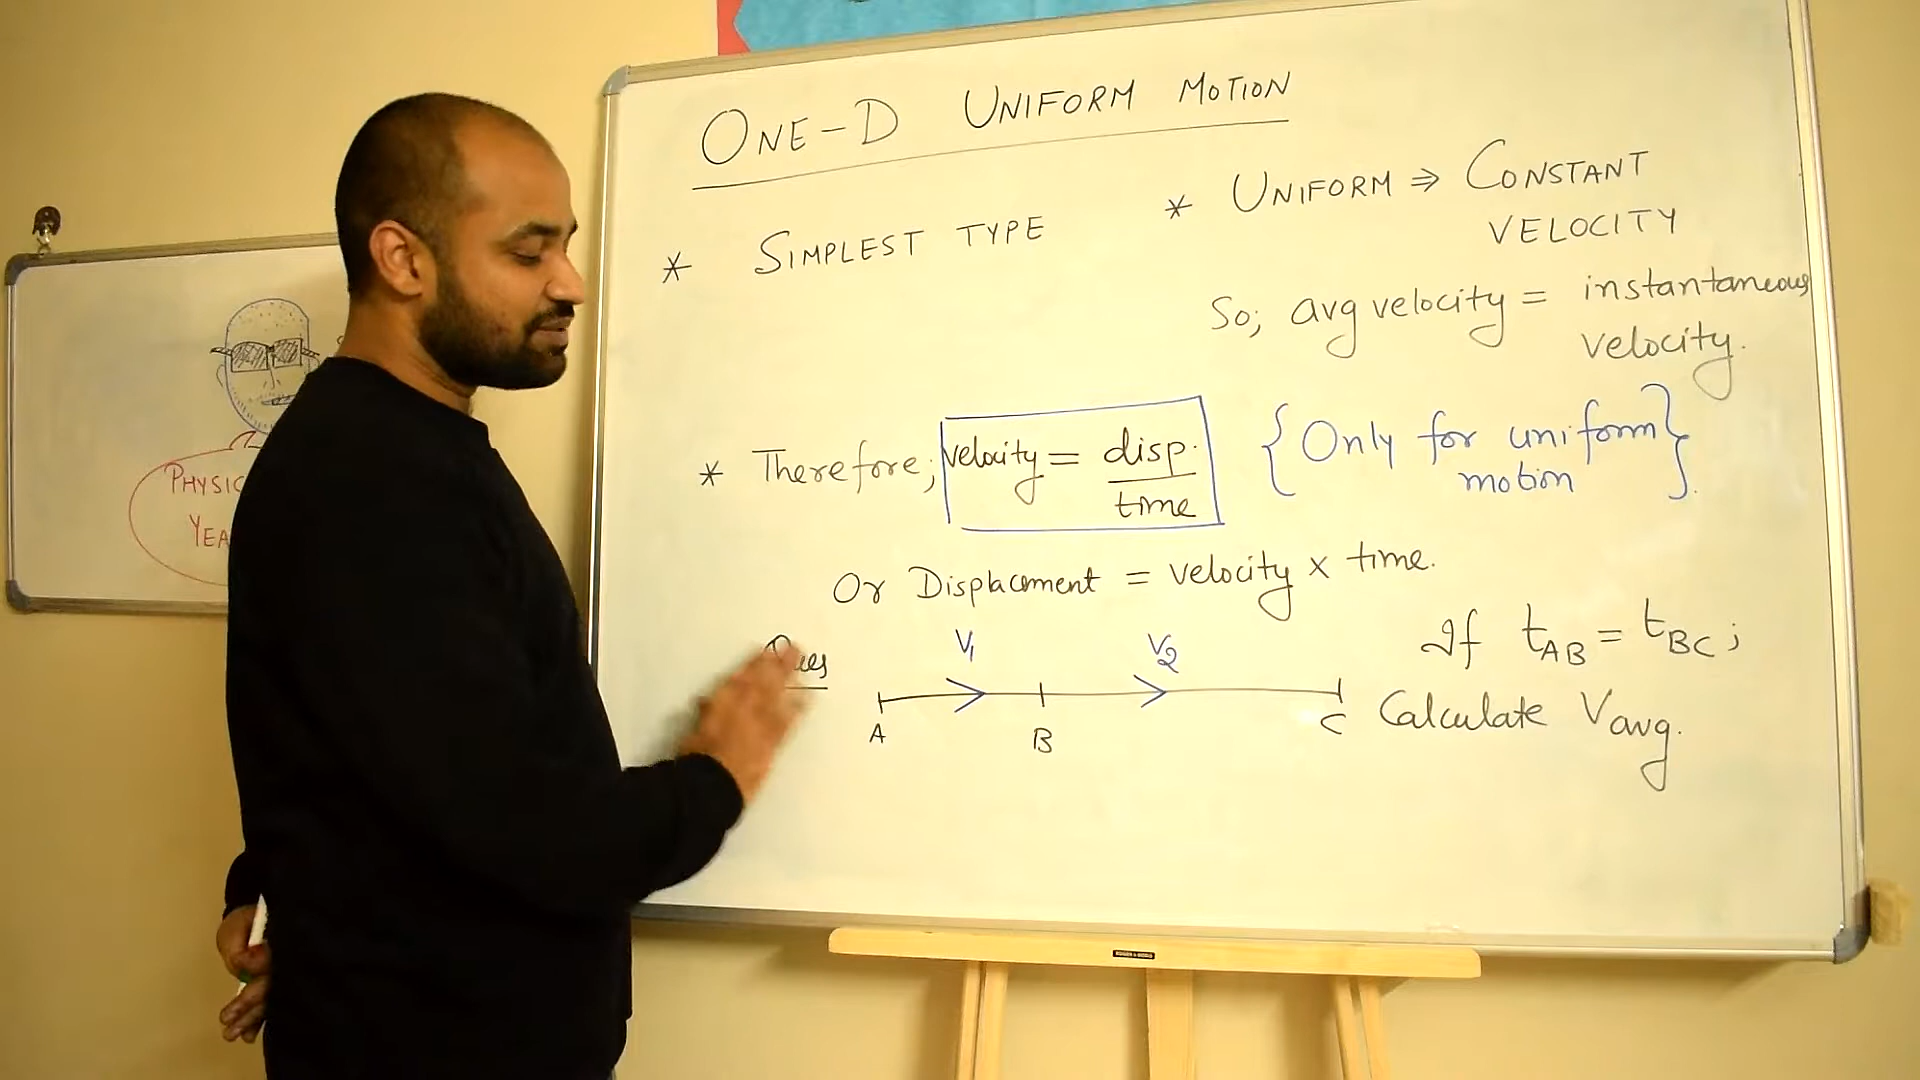 ONE-D UNIFORM MOTION
* SIMPLEST TYPE
* UNIFORM ⇒ CONSTANT
VELOCITY
So; avg velocity = instantaneous
velocity.
* Therefore; velocity = disp.
time
{Only for uniform
motion}.
Or Displacement = velocity x time.
Ques
V1
V2
A
B
C
If tAB = tBC;
Calculate Vavg.